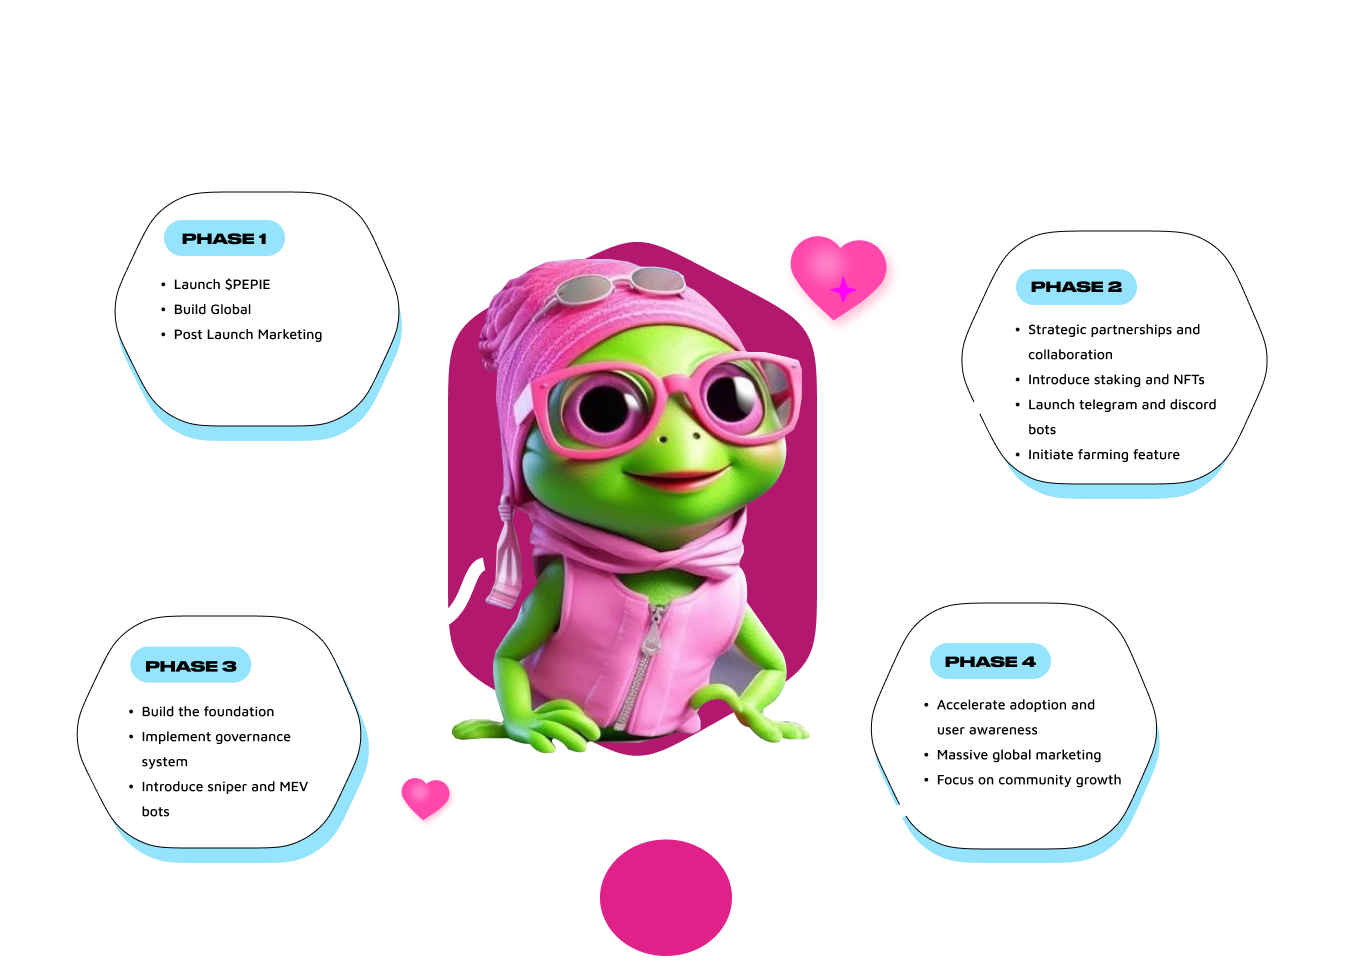 PHASE 1
• Launch $PEPIE
• Build Global
• Post Launch Marketing
PHASE 2
• Strategic partnerships and
collaboration
• Introduce staking and NFTs
• Launch telegram and discord
bots
• Initiate farming feature
PHASE 3
• Build the foundation
• Implement governance
system
• Introduce sniper and MEV
bots
PHASE 4
• Accelerate adoption and
user awareness
• Massive global marketing
• Focus on community growth